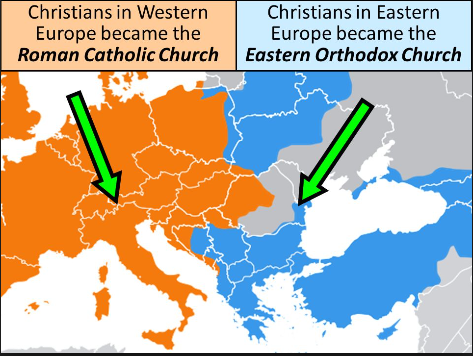 Christians in Western
Europe became the
Roman Catholic Church
Christians in Eastern
Europe became the
Eastern Orthodox Church